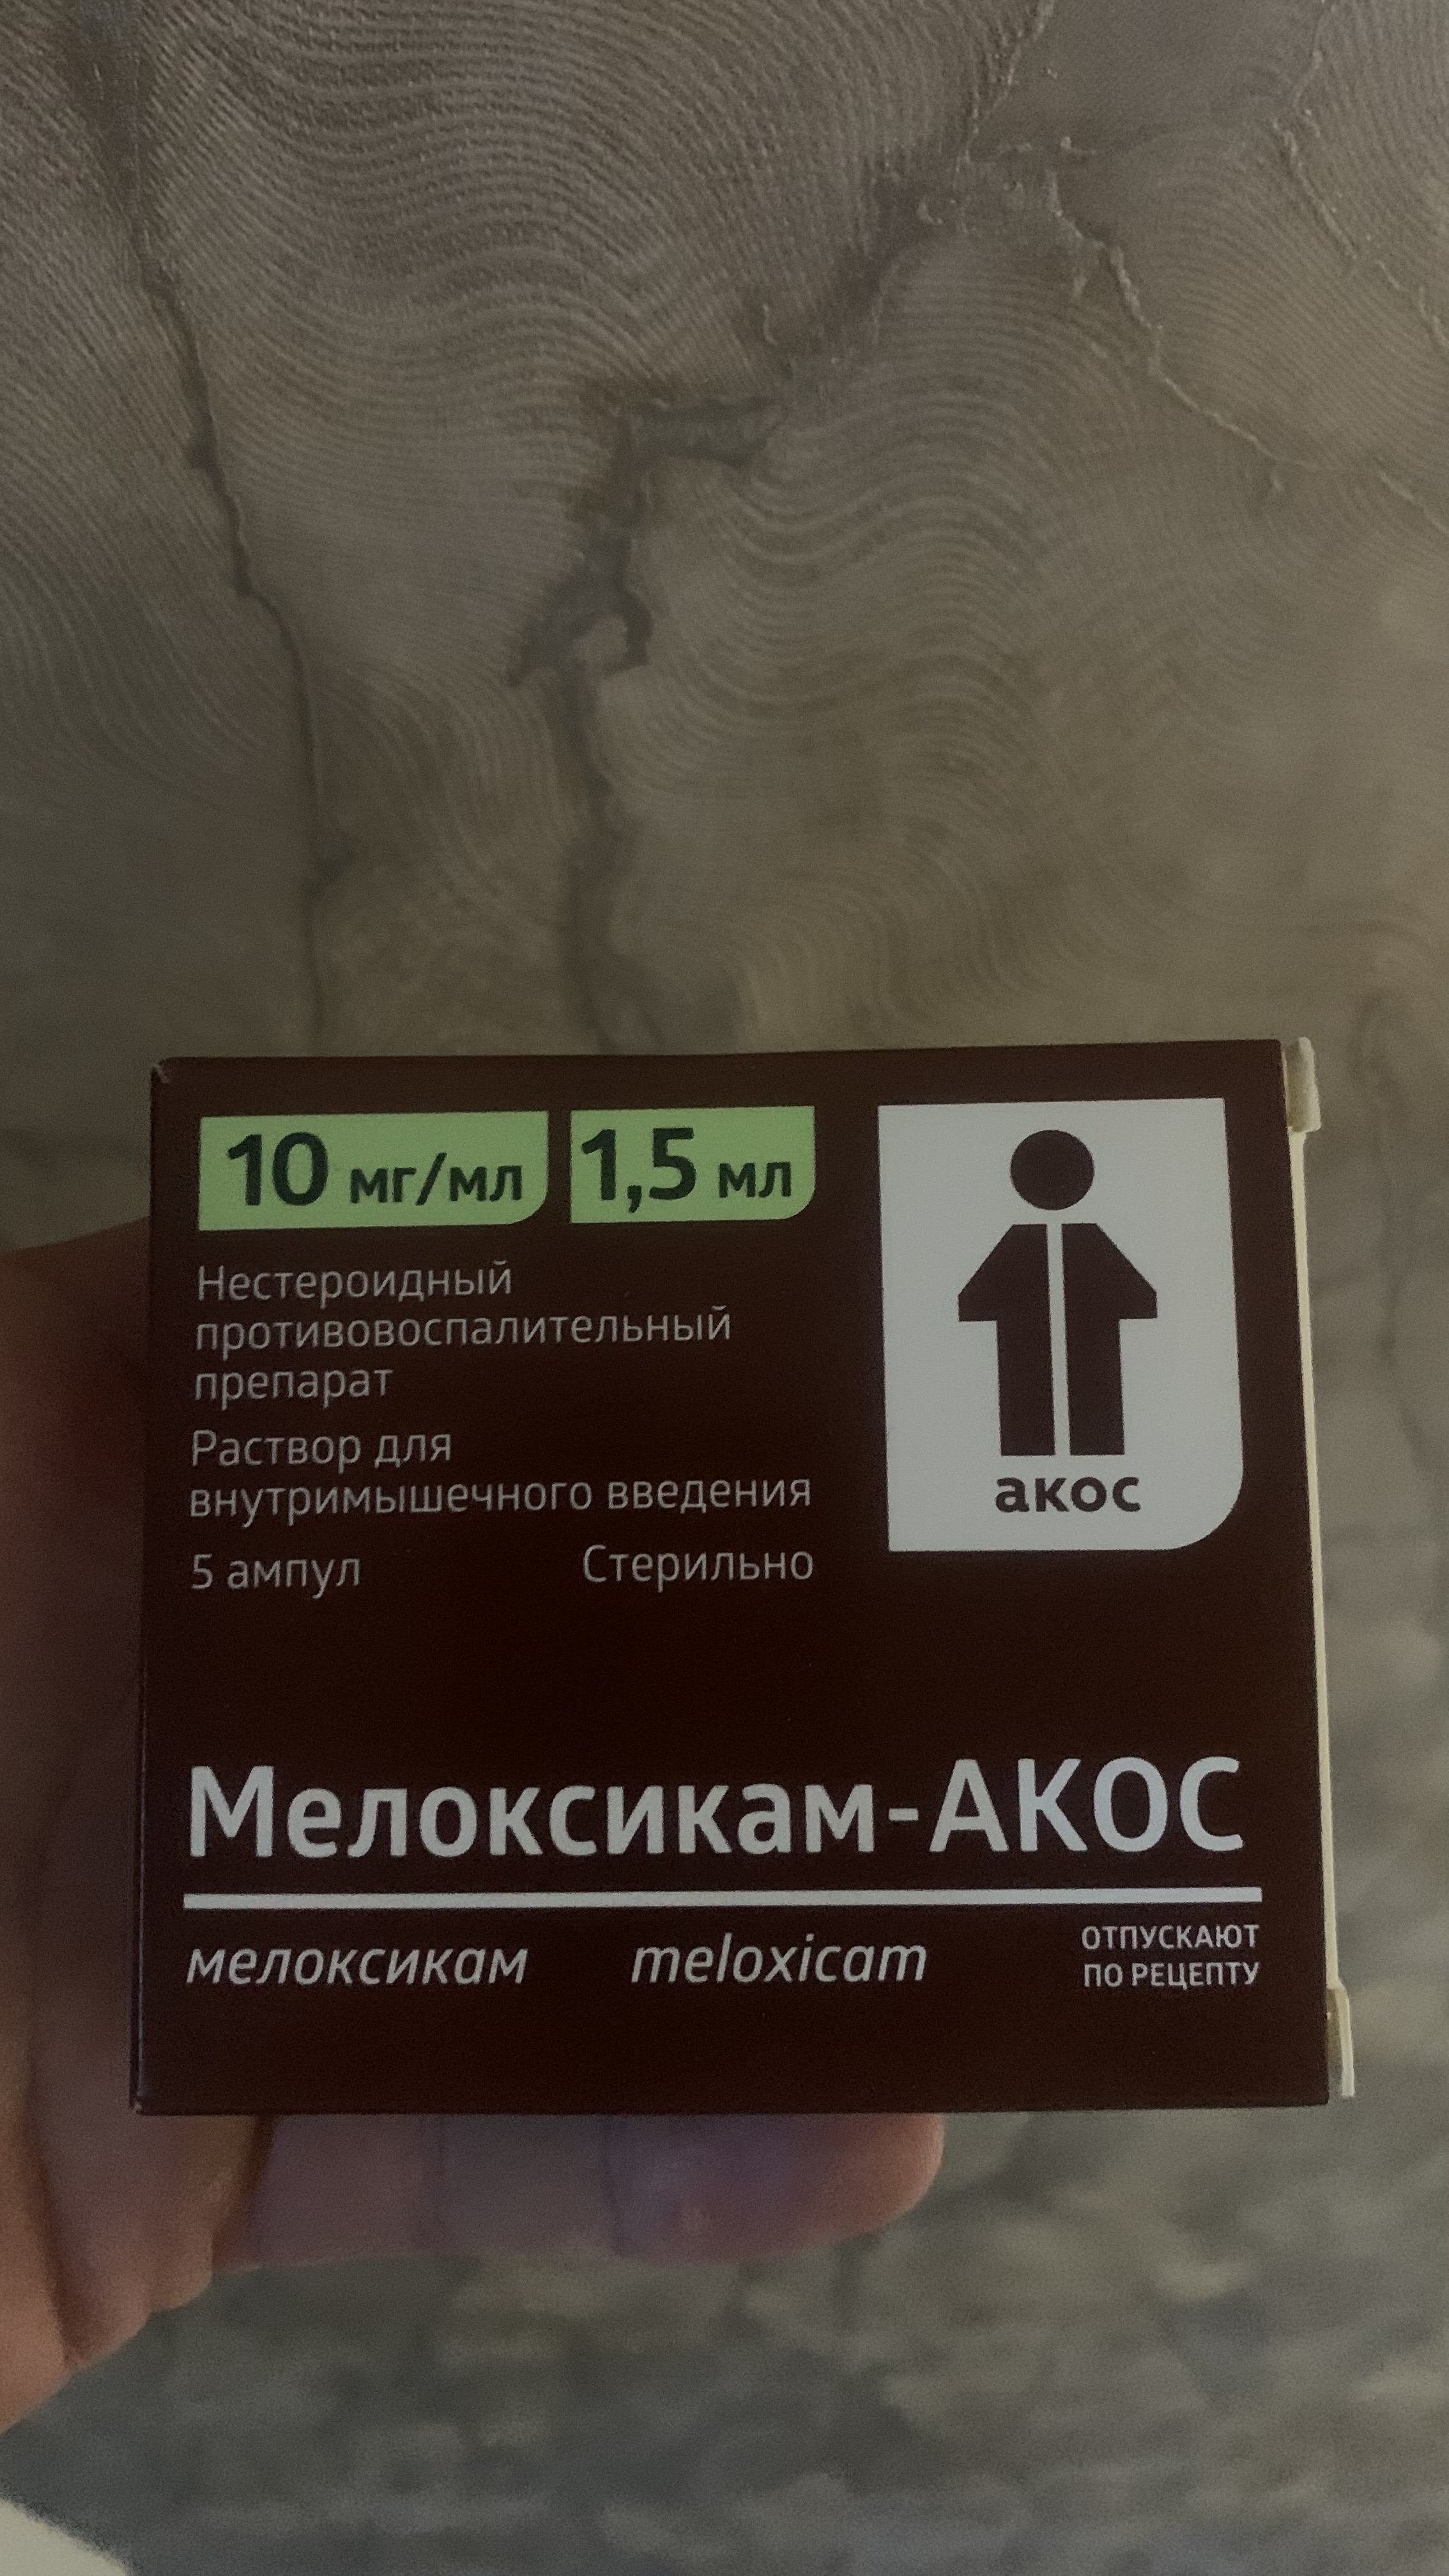 10 мг/мл 1,5 мл
Нестероидный
противовоспалительный
препарат
Раствор для
внутримышечного введения
5 ампул Стерильно
акос
Мелоксикам-АКОС
мелоксикам meloxicam
ОТПУСКАЮТ
ПО РЕЦЕПТУ